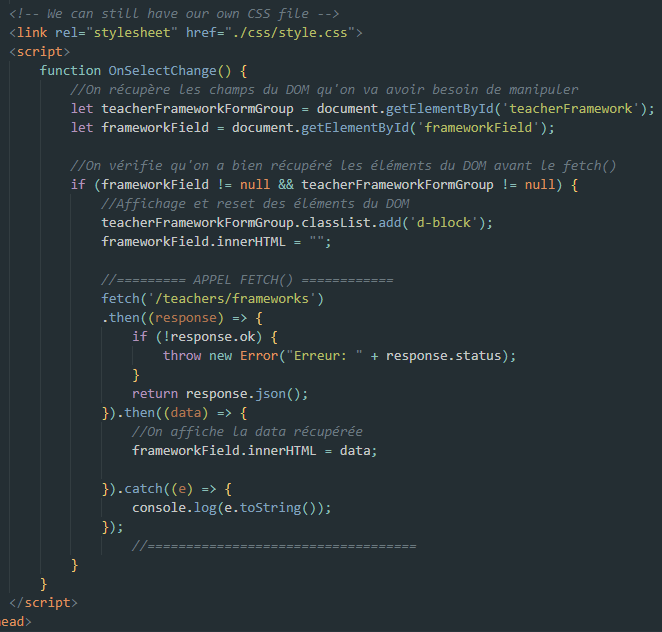 <!-- We can still have our own CSS file -->
<link rel="stylesheet" href="./css/style.css">
<script>
function OnSelectChange() {
//On récupère les champs du DOM qu'on va avoir besoin de manipuler
let teacherFrameworkFormGroup = document.getElementById('teacherFramework');
let frameworkField = document.getElementById('frameworkField');
//On vérifie qu'on a bien récupéré les éléments du DOM avant le fetch()
if (frameworkField != null && teacherFrameworkFormGroup != null) {
//Affichage et reset des éléments du DOM
teacherFrameworkFormGroup.classList.add('d-block');
frameworkField.innerHTML = "";
//========= APPEL FETCH() ============
fetch('/teachers/frameworks')
.then((response) => {
if (!response.ok) {
throw new Error("Erreur: " + response.status);
}
return response.json();
}).then((data) => {
//On affiche la data récupérée
frameworkField.innerHTML = data;
}).catch((e) => {
console.log(e.toString());
});
//===================================
}
}
</script>
ead>